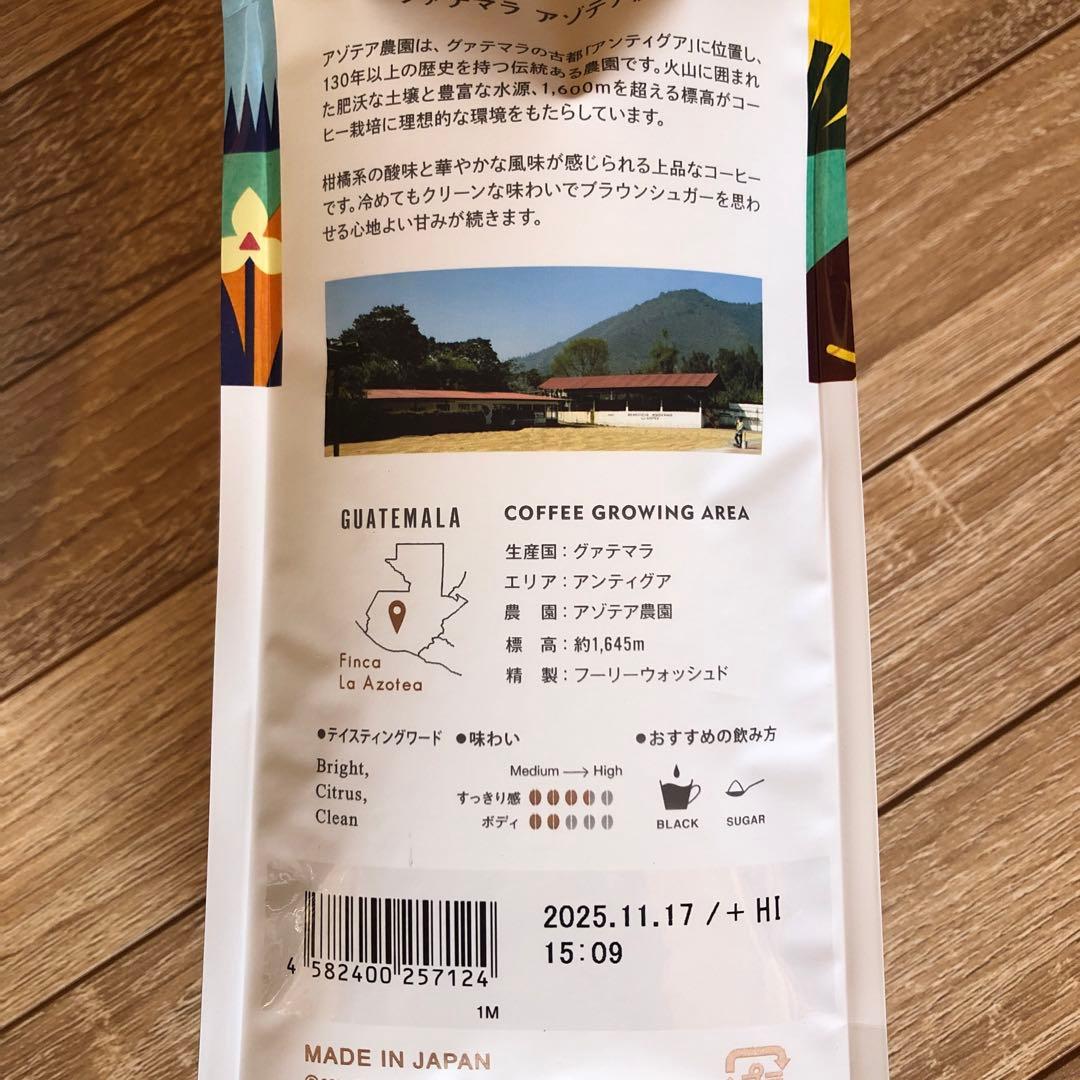 グァテマラ アゾテア
アゾテア農園は、グァテマラの古都「アンティグア」に位置し、
130年以上の歴史を持つ伝統ある農園です。火山に囲まれ
た肥沃な土壌と豊富な水源、1,600mを超える標高がコー
ヒー栽培に理想的な環境をもたらしています。
柑橘系の酸味と華やかな風味が感じられる上品なコーヒー
です。冷めてもクリーンな味わいでブラウンシュガーを思わ
せる心地よい甘みが続きます。
GUATEMALA
Finca
La Azotea
COFFEE GROWING AREA
生産国：グァテマラ
エリア：アンティグア
農　園：アゾテア農園
標　高：約1,645m
精　製：フーリーウォッシュド
●テイスティングワード
Bright,
Citrus,
Clean
●味わい
Medium → High
すっきり感
ボディ
●おすすめの飲み方
BLACK
SUGAR
4 582400 257124
1M
2025.11.17 /+ HI
15:09
MADE IN JAPAN